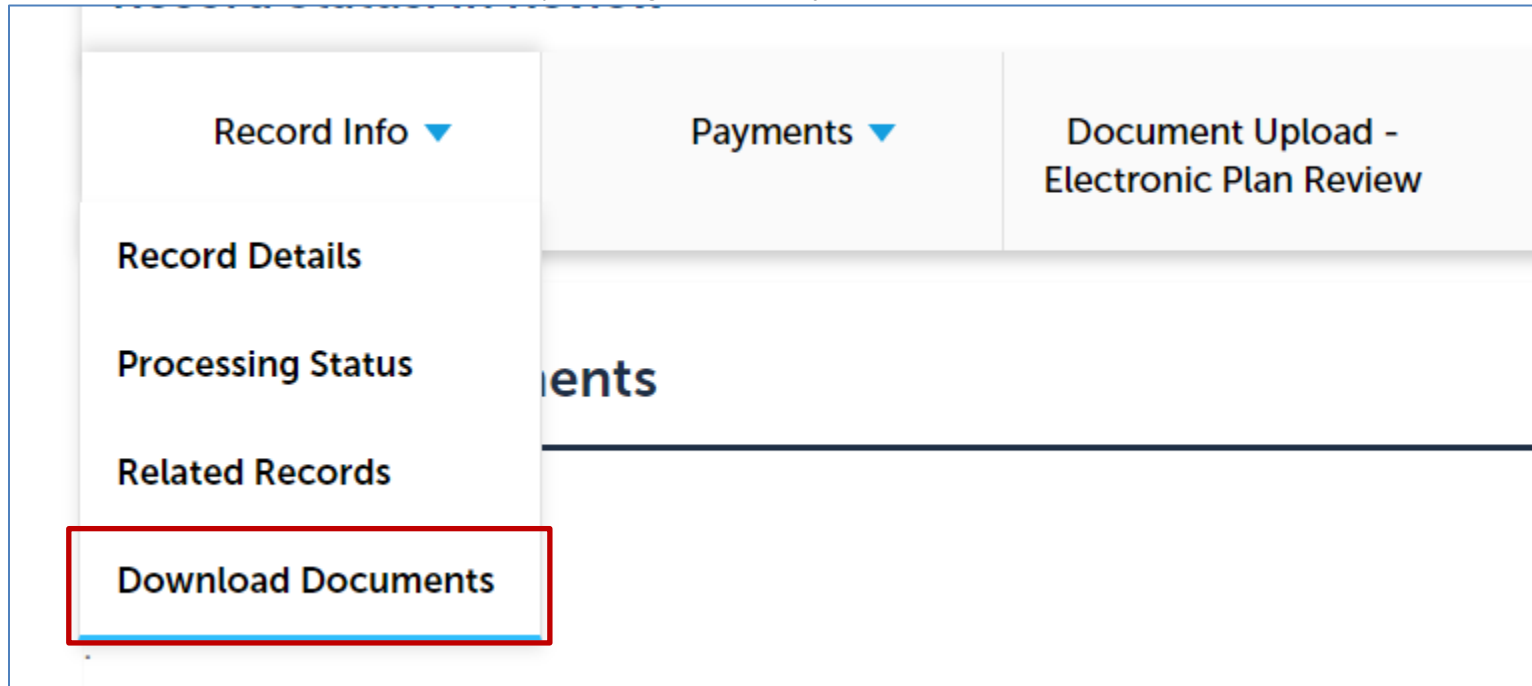 Record Info
Payments
Document Upload -
Electronic Plan Review
Record Details
Processing Status
Related Records
Download Documents